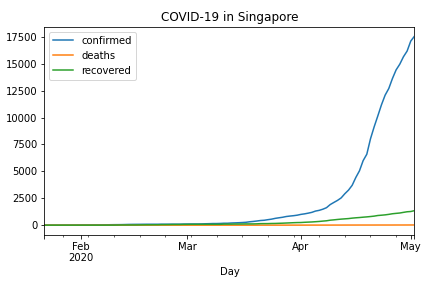 COVID-19 in Singapore
confirmed
deaths
recovered
17500
15000
12500
10000
7500
5000
2500
0
Feb Mar Apr May
2020
Day